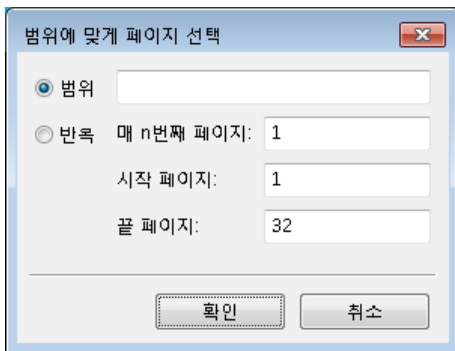 범위에 맞게 페이지 선택
범위
반목 매 n번째 페이지: 1
시작 페이지: 1
끝 페이지: 32
확인 취소